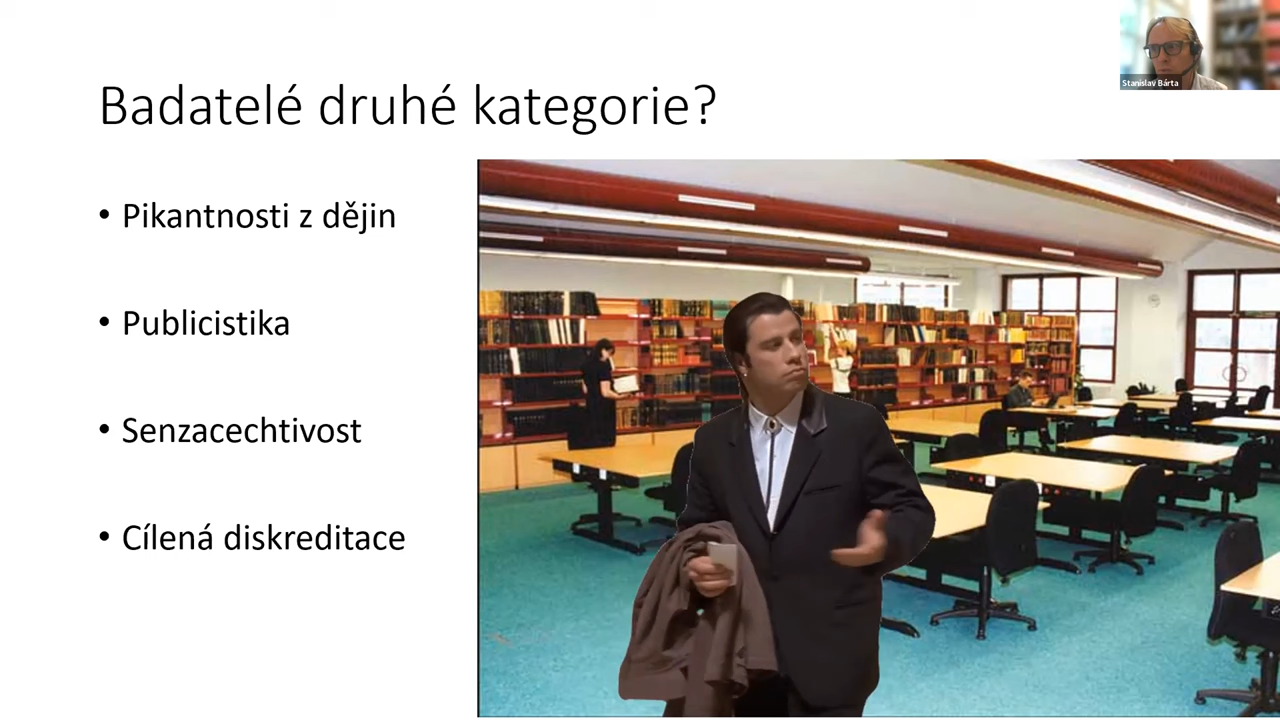 Stanislav Bárta
Badatelé druhé kategorie?
• Pikantnosti z dějin
• Publicistika
• Senzacechtivost
• Cílená diskreditace